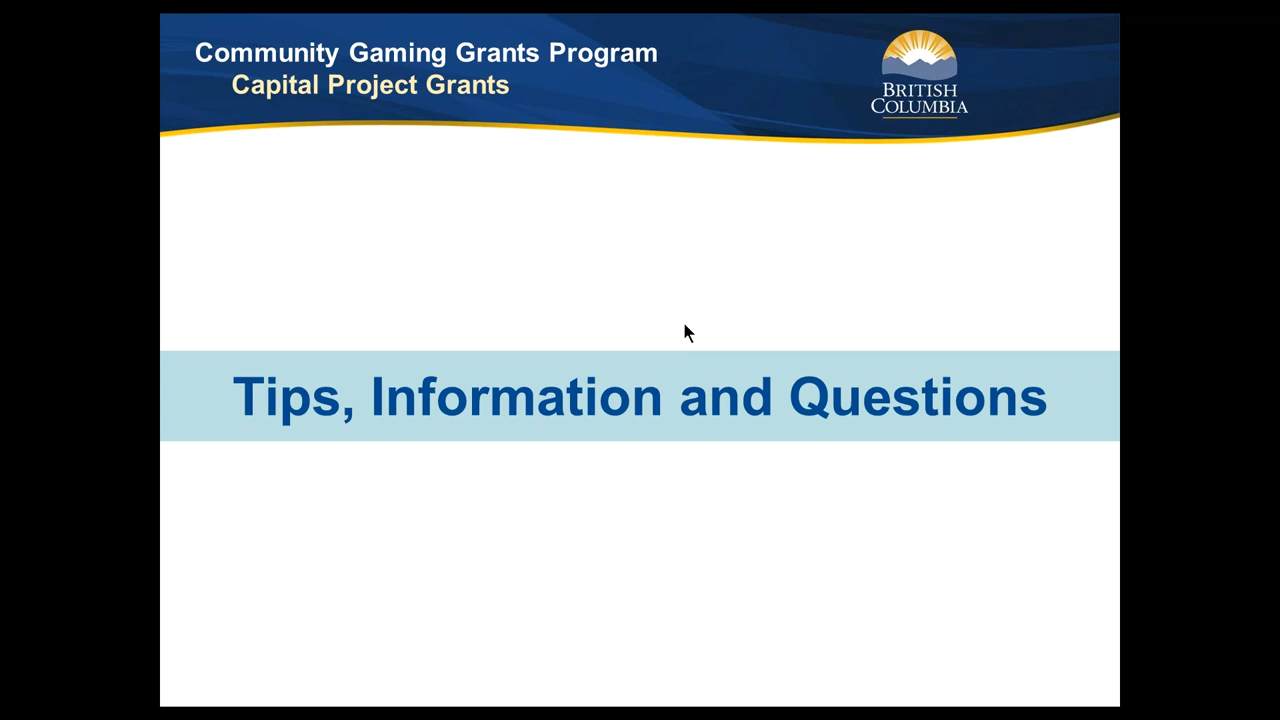 Community Gaming Grants Program
Capital Project Grants
BRITISH
COLUMBIA
Tips, Information and Questions